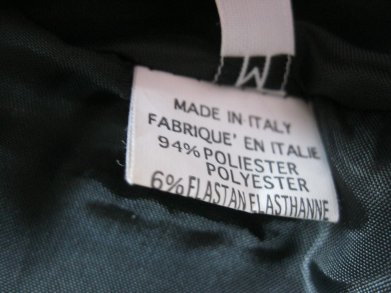 M
MADE IN ITALY
FABRIQUE' EN ITALIE
94% POLIESTER
POLYESTER
6% ELASTAN ELASTHANNE